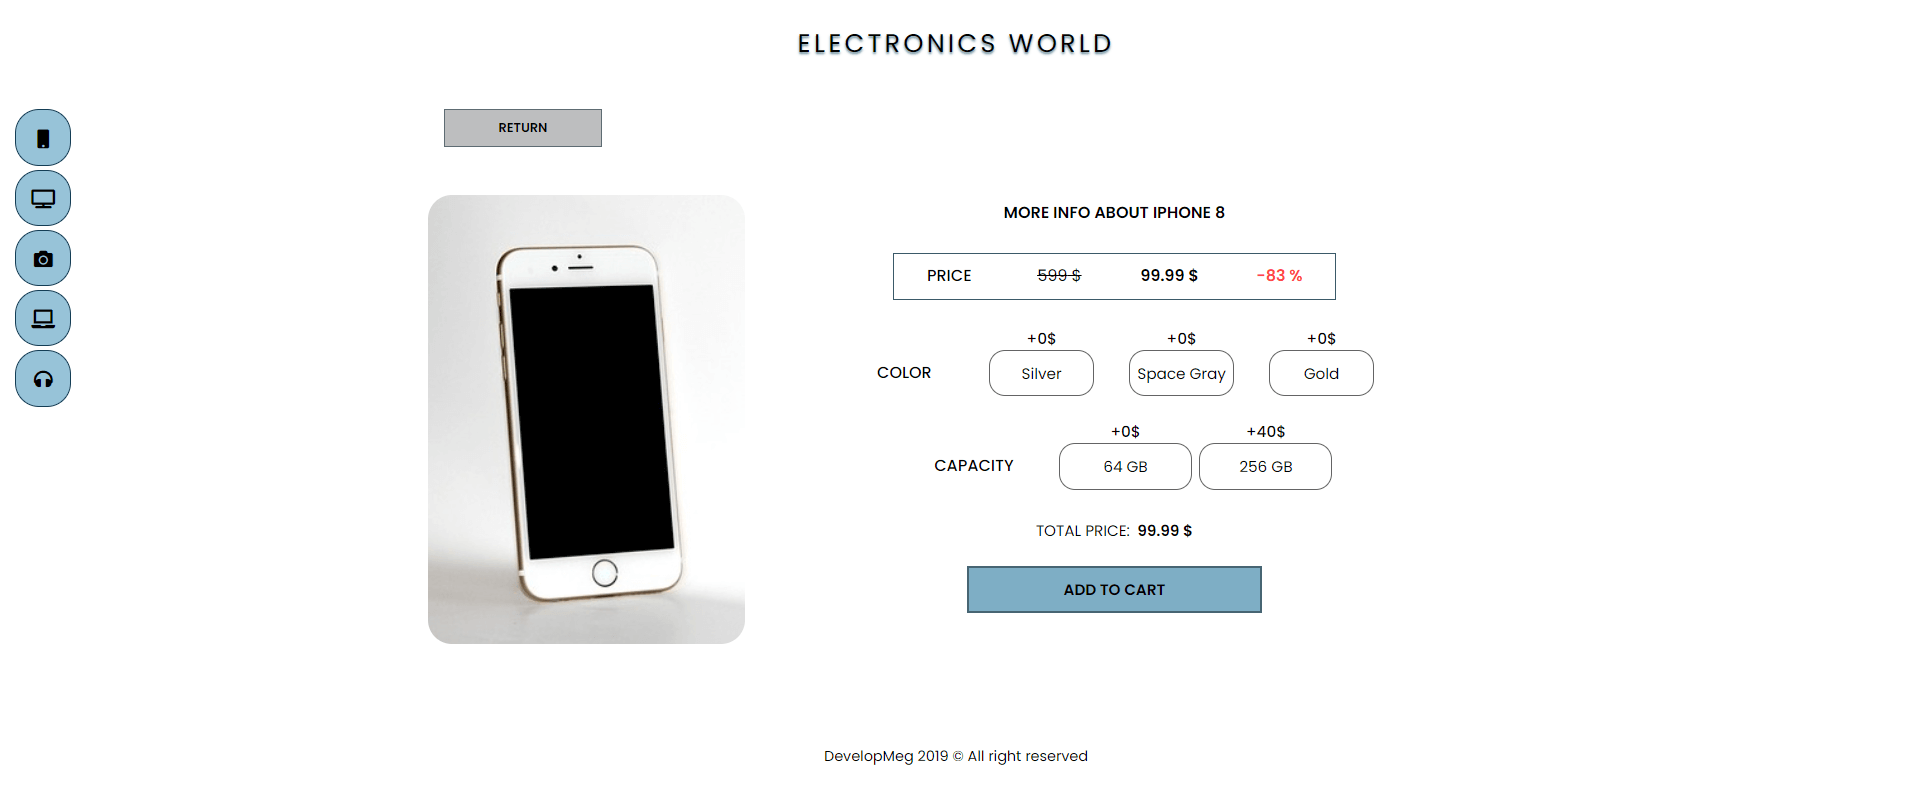 ELECTRONICS WORLD
RETURN
MORE INFO ABOUT IPHONE 8
PRICE 599 $ 99.99 $ -83 %
+0$ +0$ +0$
COLOR Silver Space Gray Gold
+0$ +40$
CAPACITY 64 GB 256 GB
TOTAL PRICE: 99.99 $
ADD TO CART
DevelopMeg 2019 © All right reserved